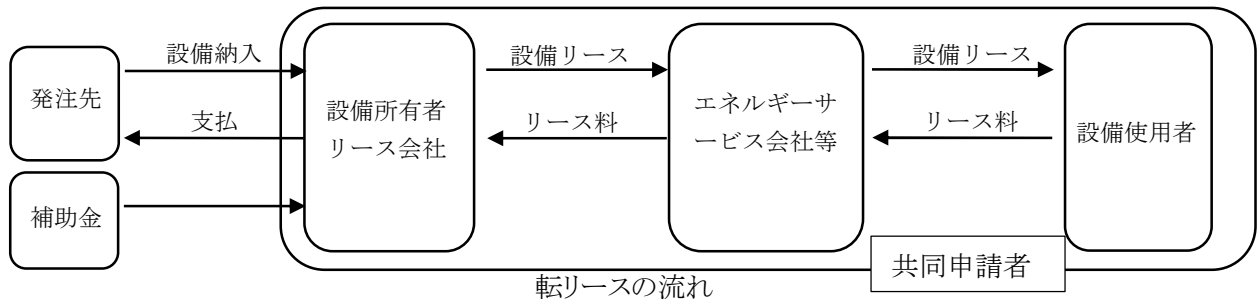 設備納入
設備リース
設備リース
発注先
設備所有者
リース会社
エネルギーサ
ービス会社等
設備使用者
支払
リース料
リース料
補助金
共同申請者
転リースの流れ